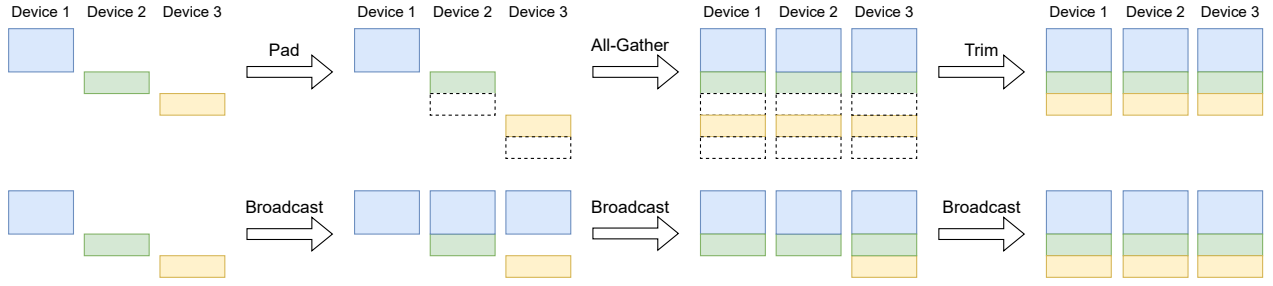 Device 1 Device 2 Device 3 Device 1 Device 2 Device 3 Device 1 Device 2 Device 3 Device 1 Device 2 Device 3
Pad All-Gather Trim
Broadcast Broadcast Broadcast